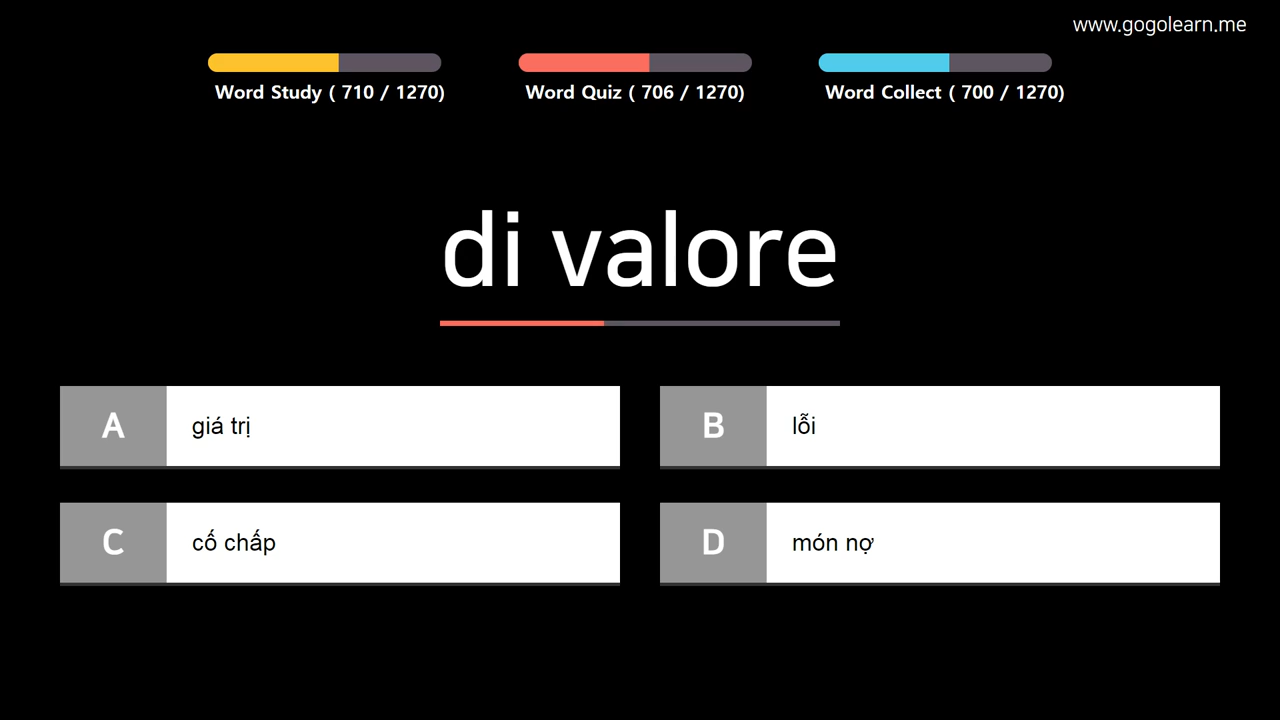 www.gogolearn.me
Word Study ( 710 / 1270)
Word Quiz ( 706 / 1270)
Word Collect ( 700 / 1270)
di valore
A
giá trị
B
lỗi
C
cố chấp
D
món nợ